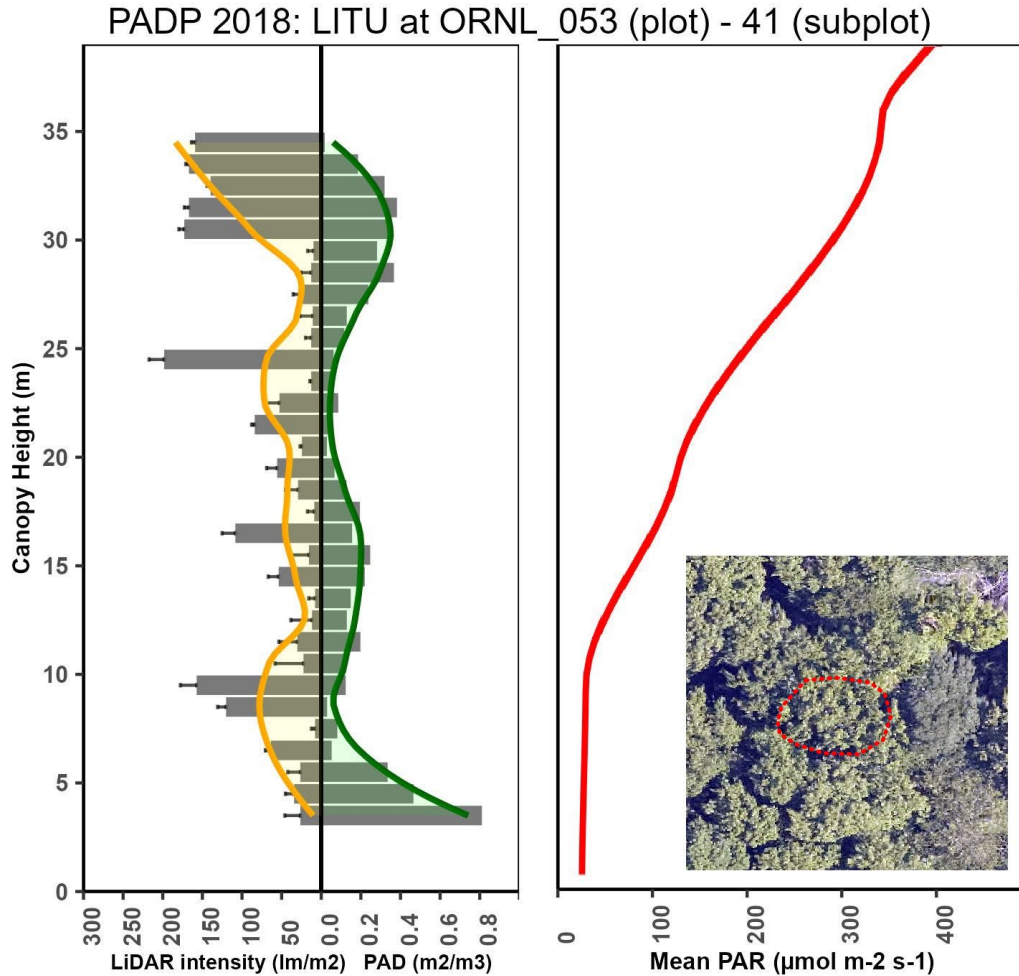 PADP 2018: LITU at ORNL_053 (plot) - 41 (subplot)
Canopy Height (m)
35
30
25
20
15
10
5
0
300 250 200 150 100 50 0.0 0.2 0.4 0.6 0.8
LiDAR intensity (lm/m2) PAD (m2/m3)
0 100 200 300 400
Mean PAR (µmol m-2 s-1)